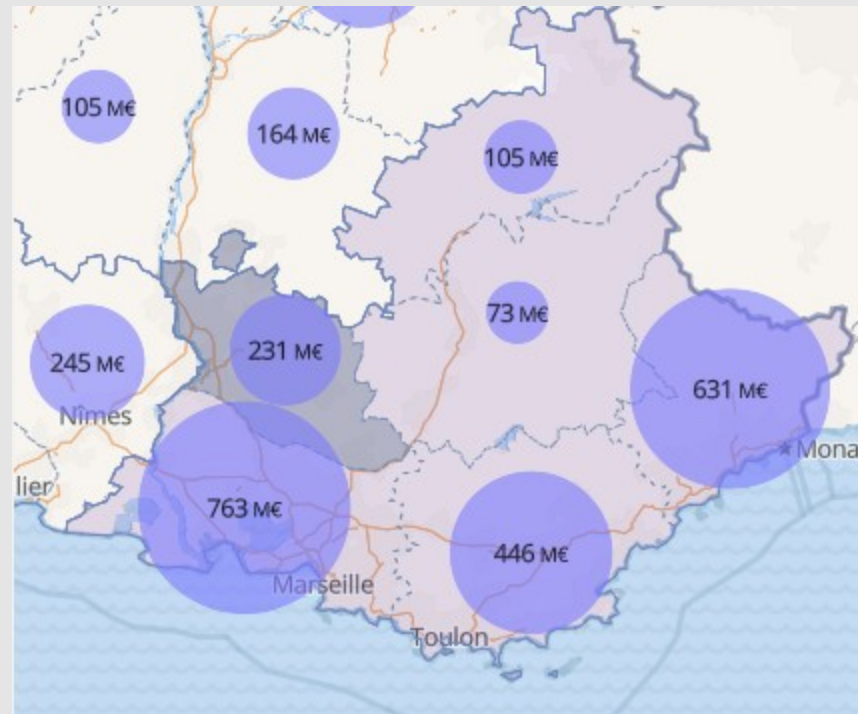 105 M€
164 M€
105 M€
73 M€
231 M€
245 M€
631 M€
Nîmes
Mona
lier
763 M€
446 M€
Marseille
Toulon